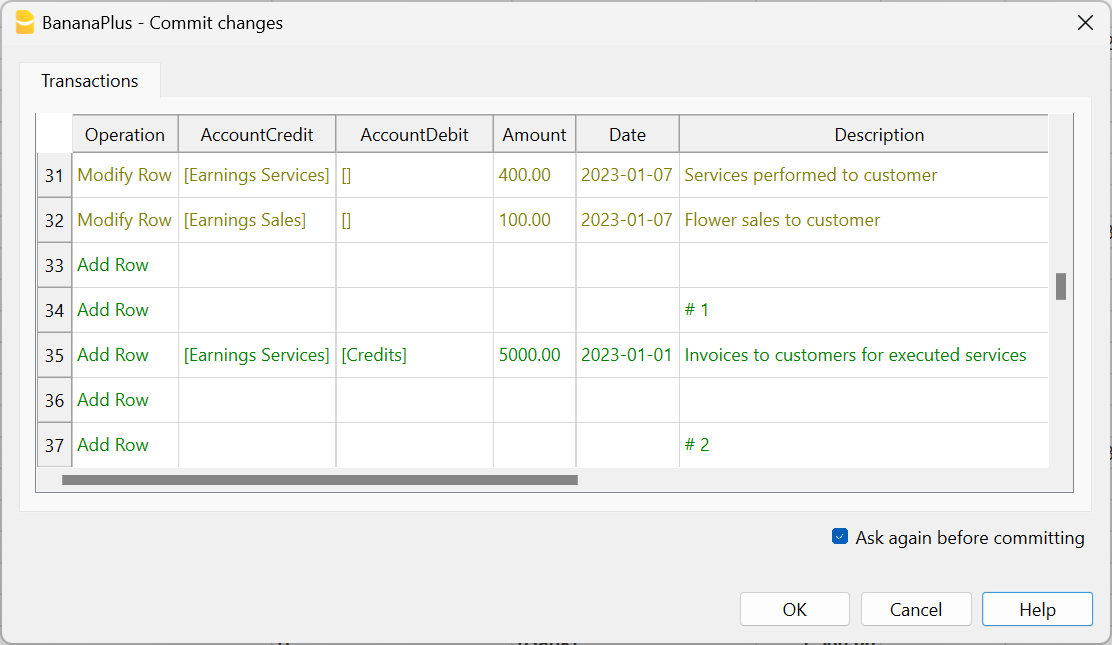 BananaPlus - Commit changes
Transactions
Operation AccountCredit AccountDebit Amount Date Description
31 Modify Row [Earnings Services] [] 400.00 2023-01-07 Services performed to customer
32 Modify Row [Earnings Sales] [] 100.00 2023-01-07 Flower sales to customer
33 Add Row
34 Add Row # 1
35 Add Row [Earnings Services] [Credits] 5000.00 2023-01-01 Invoices to customers for executed services
36 Add Row
37 Add Row # 2
Ask again before committing
OK Cancel Help